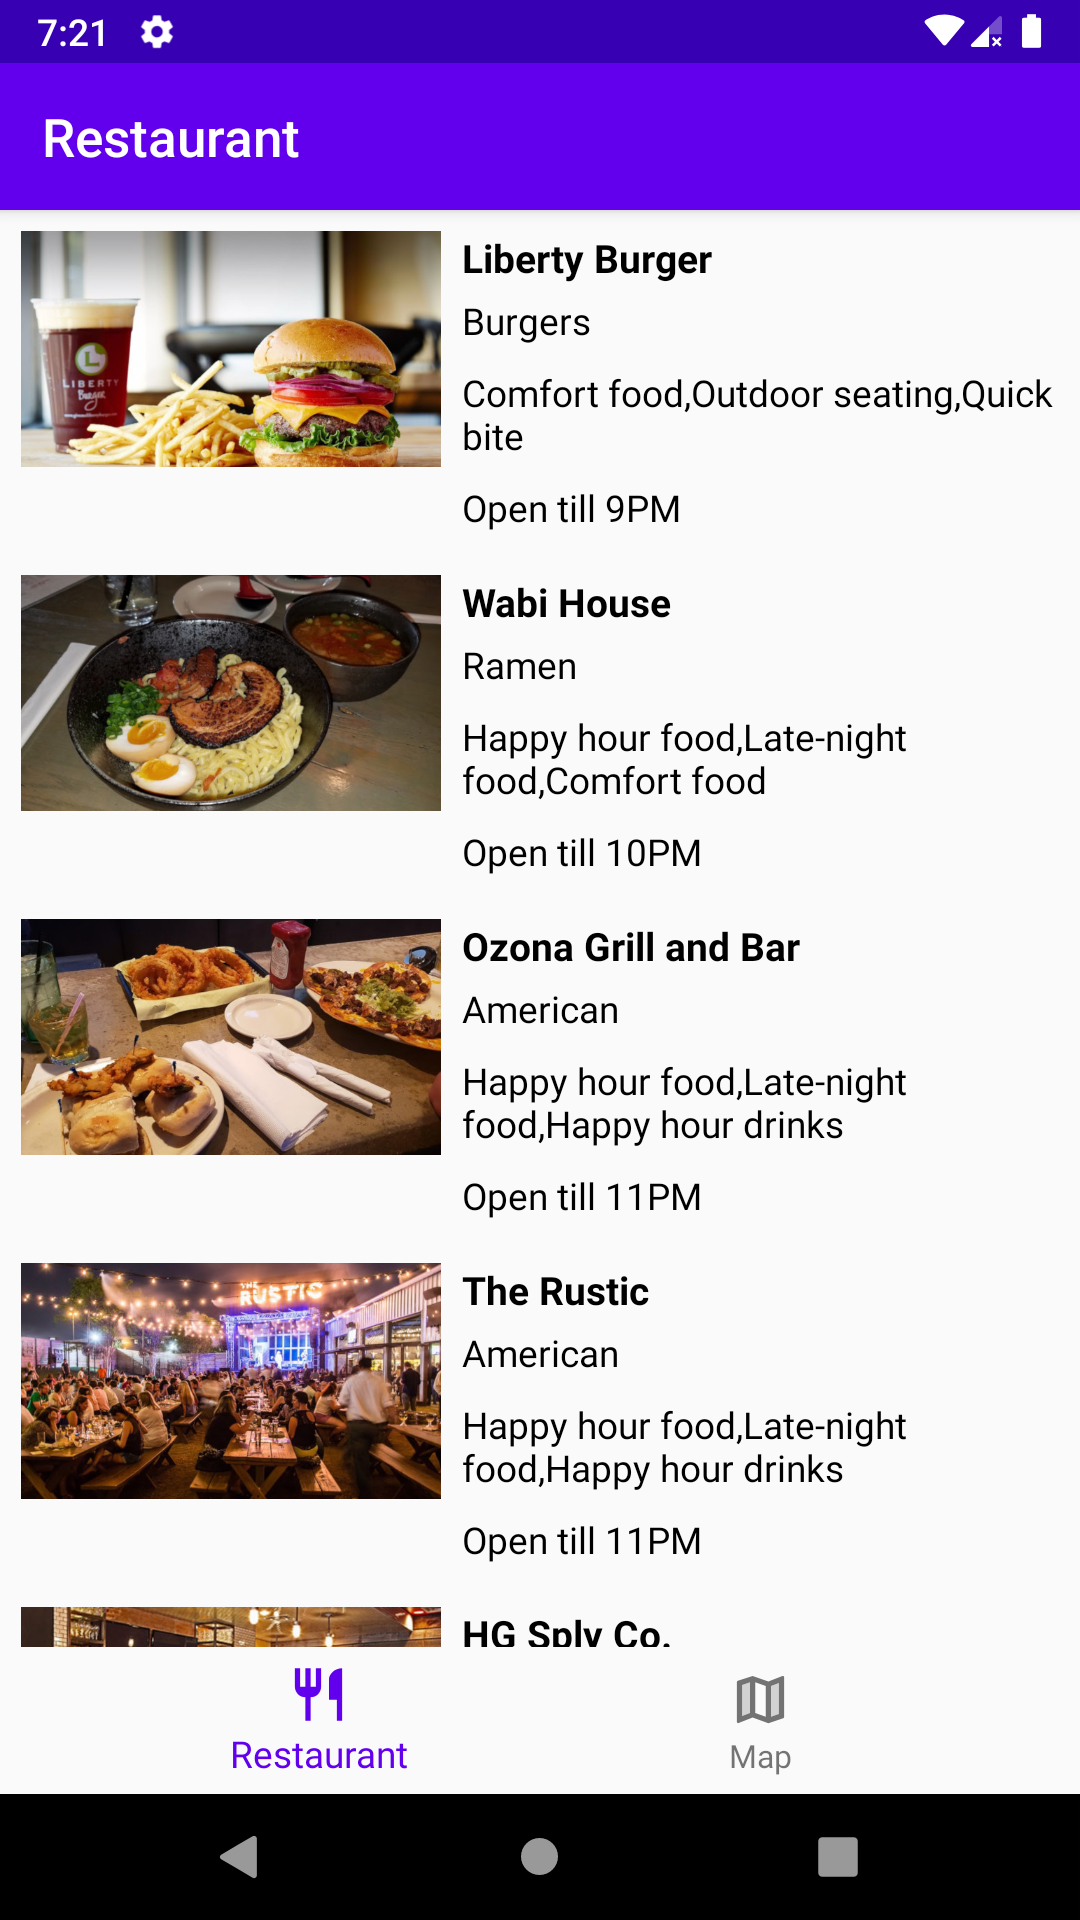 7:21
Restaurant
LIBERTY
Burger
Liberty Burger
Burgers
Comfort food,Outdoor seating,Quick
bite
Open till 9PM
Wabi House
Ramen
Happy hour food,Late-night
food,Comfort food
Open till 10PM
Ozona Grill and Bar
American
Happy hour food,Late-night
food,Happy hour drinks
Open till 11PM
THE
RUSTIC
The Rustic
American
Happy hour food,Late-night
food,Happy hour drinks
Open till 11PM
HG Sply Co.
Restaurant
Map